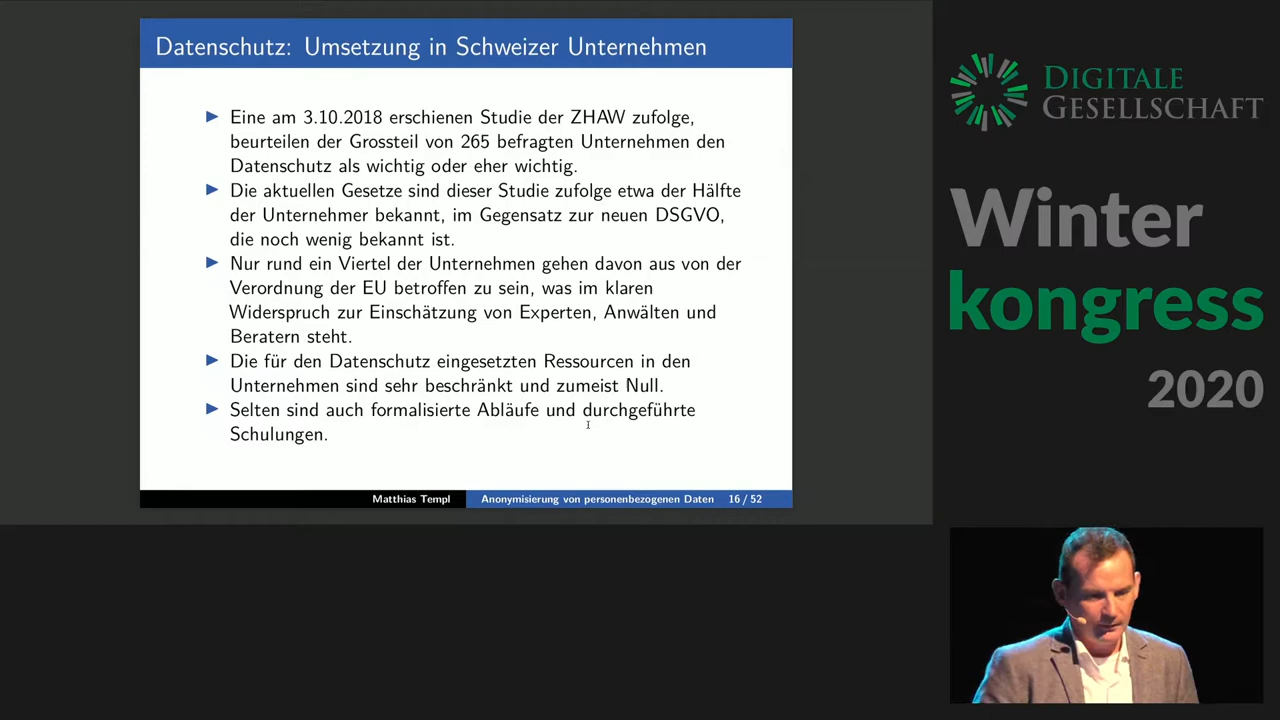 Datenschutz: Umsetzung in Schweizer Unternehmen
Eine am 3.10.2018 erschienen Studie der ZHAW zufolge,
beurteilen der Grossteil von 265 befragten Unternehmen den
Datenschutz als wichtig oder eher wichtig.
Die aktuellen Gesetze sind dieser Studie zufolge etwa der Hälfte
der Unternehmer bekannt, im Gegensatz zur neuen DSGVO,
die noch wenig bekannt ist.
Nur rund ein Viertel der Unternehmen gehen davon aus von der
Verordnung der EU betroffen zu sein, was im klaren
Widerspruch zur Einschätzung von Experten, Anwälten und
Beratern steht.
Die für den Datenschutz eingesetzten Ressourcen in den
Unternehmen sind sehr beschränkt und zumeist Null.
Selten sind auch formalisierte Abläufe und durchgeführte
Schulungen.
Matthias Templ Anonymisierung von personenbezogenen Daten 16 / 52
DIGITALE
GESELLSCHAFT
Winter
kongress
2020